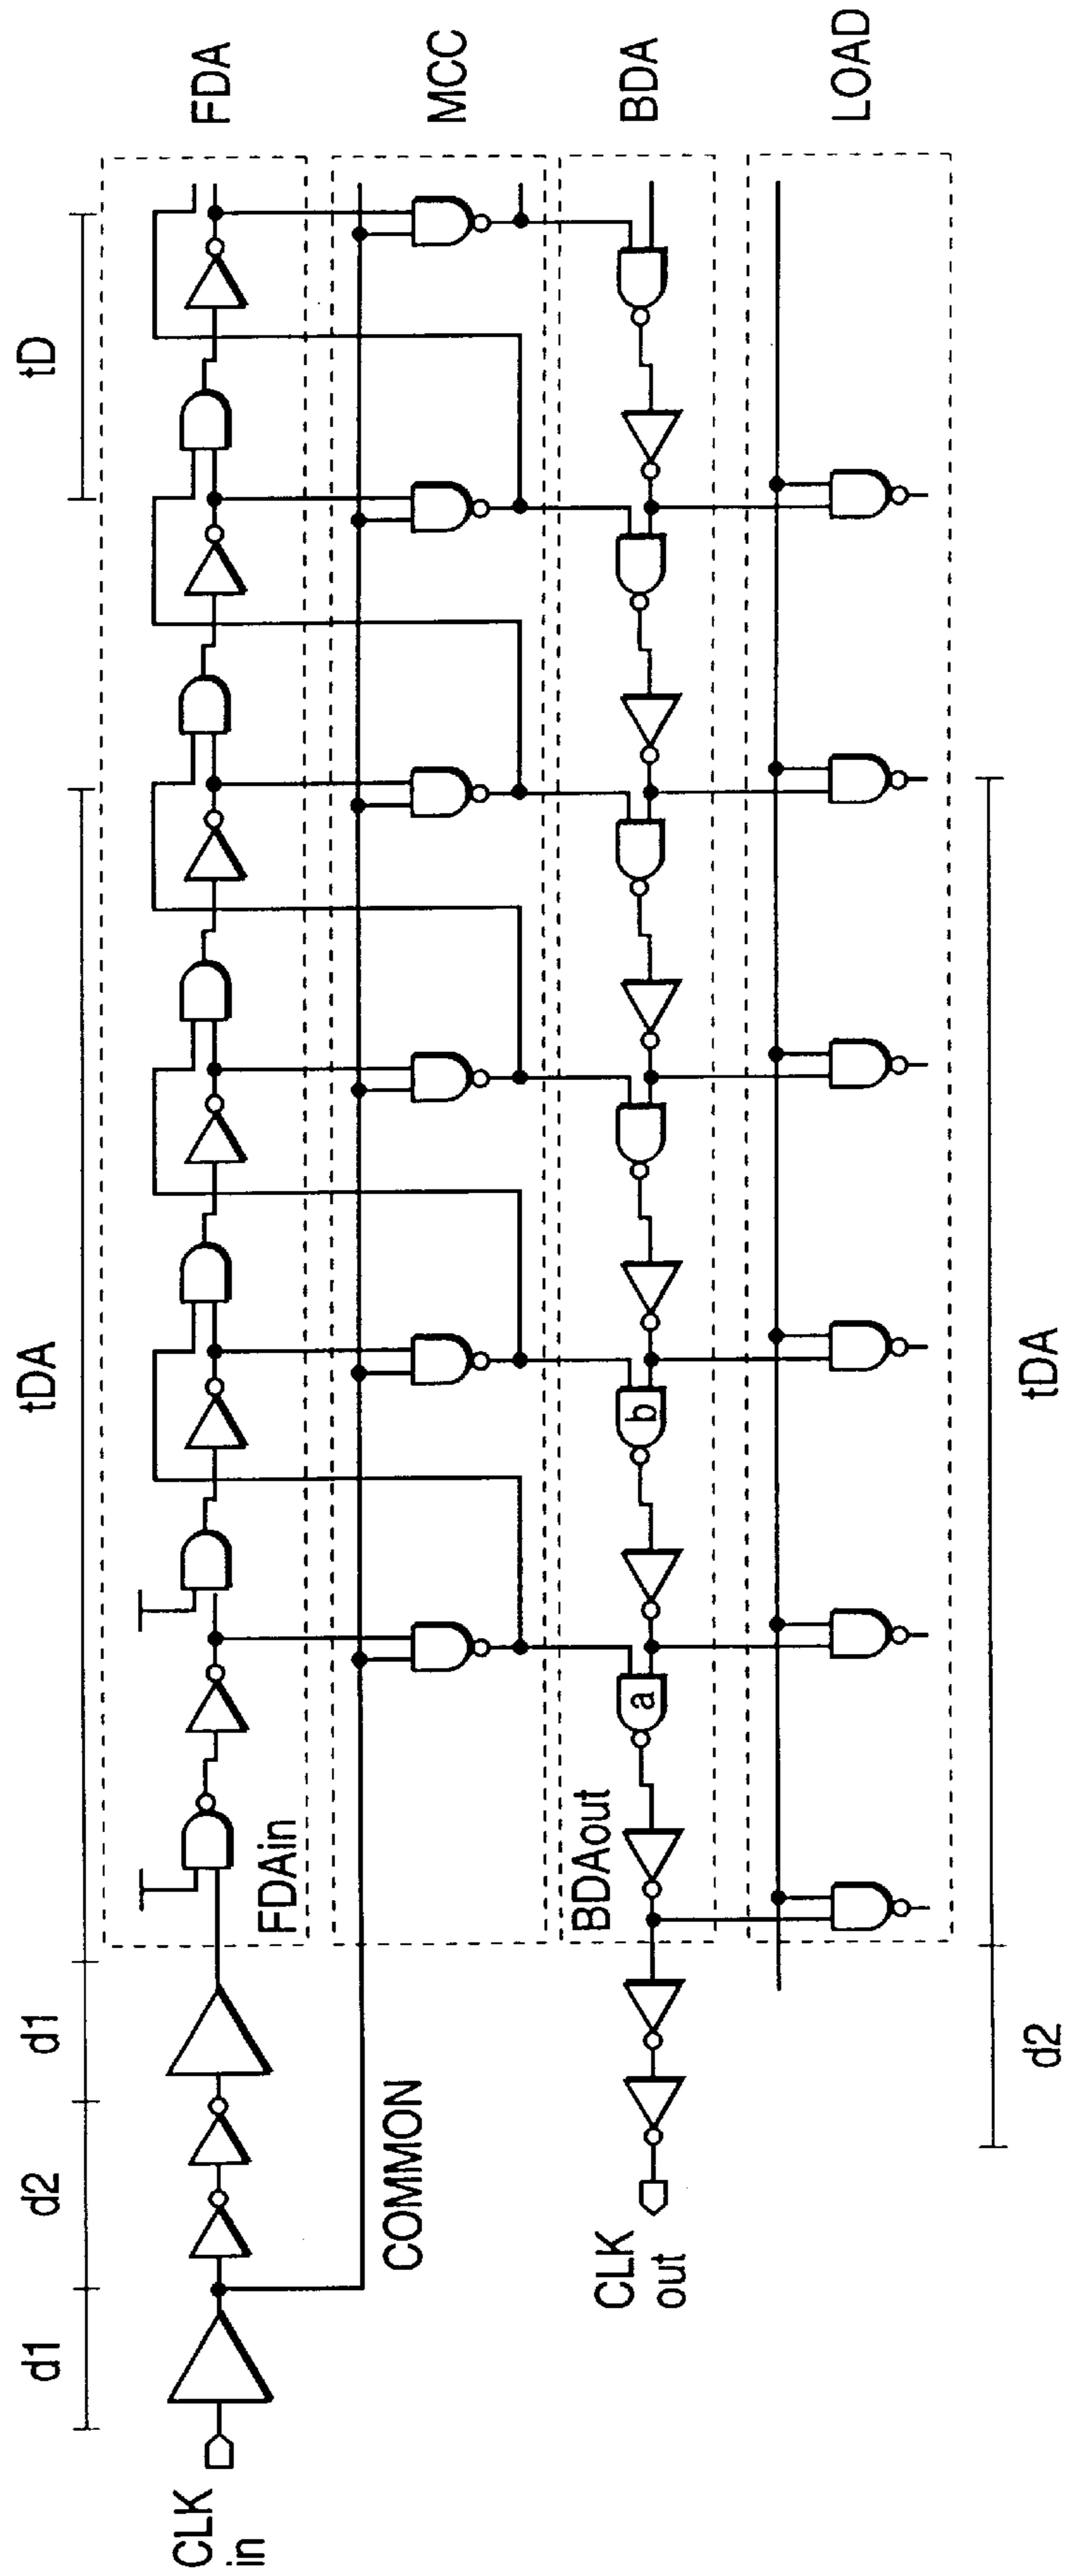 d1
d2
d1
tDA
tD
CLK
in
FDAin
FDA
COMMON
MCC
CLK
out
BDAout
a
b
BDA
LOAD
d2
tDA